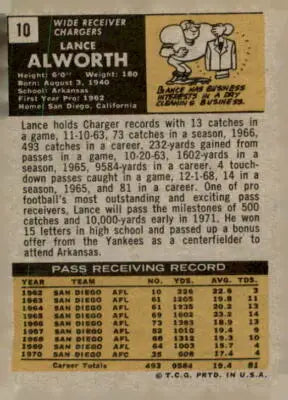 10
WIDE RECEIVER
CHARGERS
LANCE
ALWORTH
Height: 6'0" Weight: 180
Born: August 3, 1940
School: Arkansas
First Year Pro: 1962
Home: San Diego, California
LANCE HAS BUSINESS
INTERESTS IN A DRY
CLEANING BUSINESS.
Lance holds Charger records with 13 catches in
a game, 11-10-63, 73 catches in a season, 1966,
493 catches in a career, 232-yards gained from
passes in a game, 10-20-63, 1602-yards in a
season, 1965, 9584-yards in a career, 4 touch-
down passes caught in a game, 12-1-68, 14 in
a season, 1965, and 81 in a career. One of pro
football's most outstanding and exciting pass
receivers, Lance will pass the milestones of 500
catches and 10,000-yards early in 1971. He won
15 letters in high school and passed up a bonus
offer from the Yankees as a centerfielder to
attend Arkansas.
PASS RECEIVING RECORD
YEAR TEAM NO. YDS. AVG. TDS
1962 SAN DIEGO AFL 10 226 22.6 3
1963 SAN DIEGO AFL 61 1205 19.8 11
1964 SAN DIEGO AFL 61 1235 20.2 13
1965 SAN DIEGO AFL 69 1602 23.2 14
1966 SAN DIEGO AFL 73 1383 18.9 13
1967 SAN DIEGO AFL 52 1010 19.4 9
1968 SAN DIEGO AFL 68 1312 19.3 10
1969 SAN DIEGO AFL 64 1003 15.7 4
1970 SAN DIEGO AFC 35 608 17.4 4
Career Totals 493 9584 19.4 81
© T.C.G. PRTD. IN U.S.A.